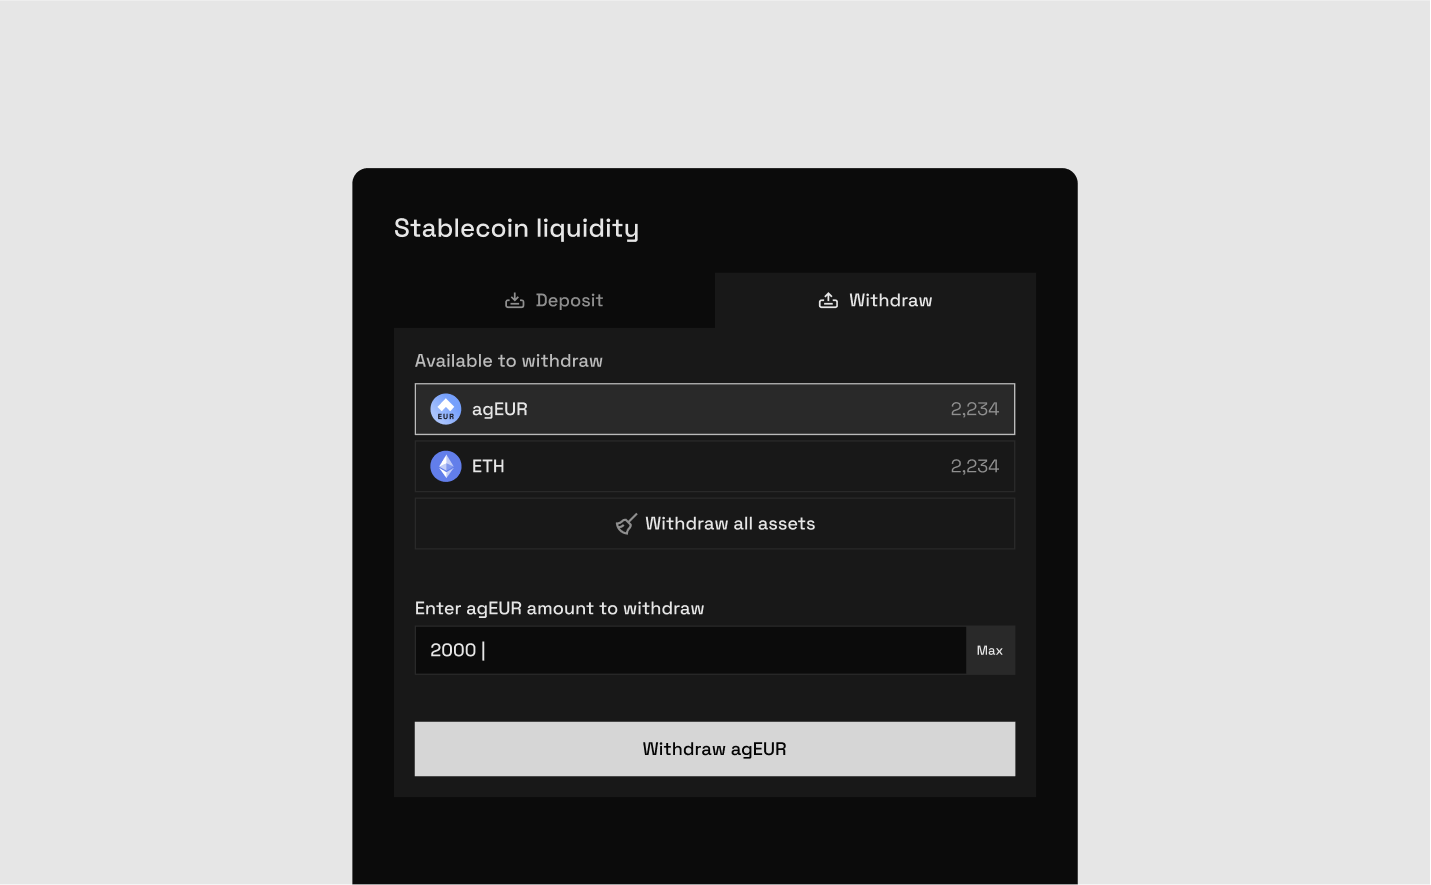 Stablecoin liquidity
Deposit
Withdraw
Available to withdraw
EUR
agEUR
2,234
ETH
2,234
Withdraw all assets
Enter agEUR amount to withdraw
2000
Max
Withdraw agEUR